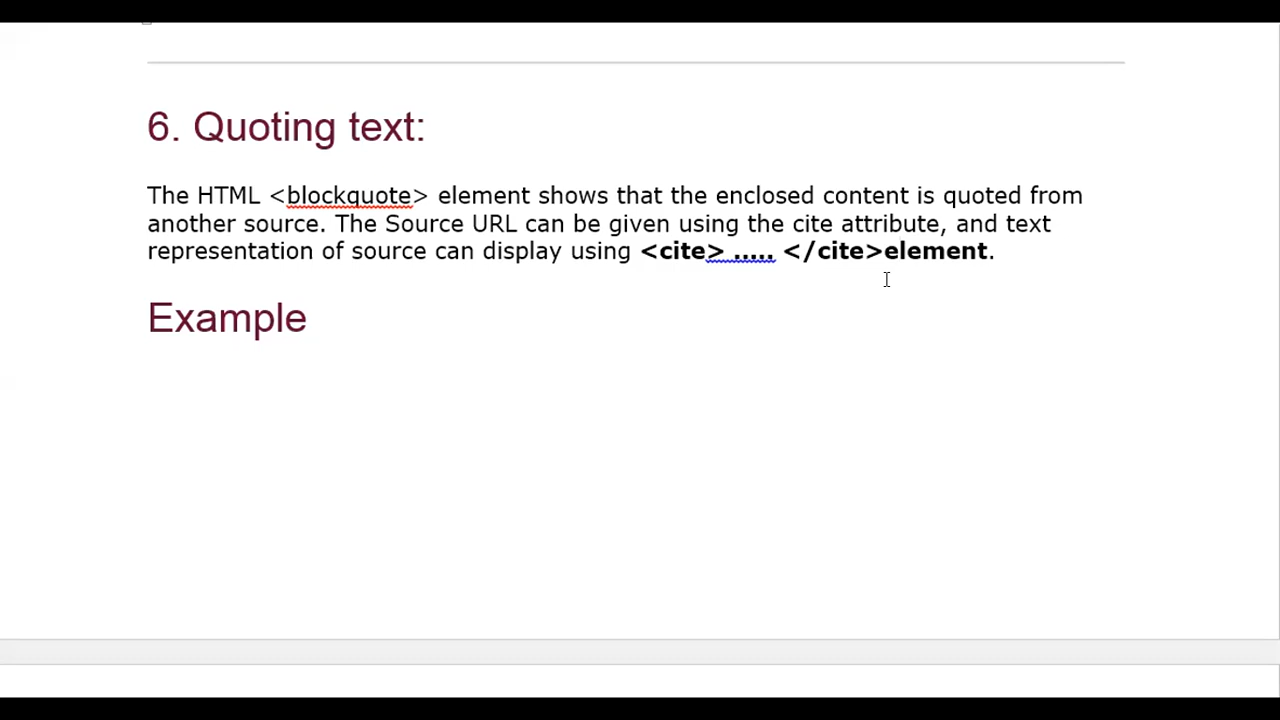 6. Quoting text:
The HTML <blockquote> element shows that the enclosed content is quoted from
another source. The Source URL can be given using the cite attribute, and text
representation of source can display using <cite> ..... </cite>element.
Example